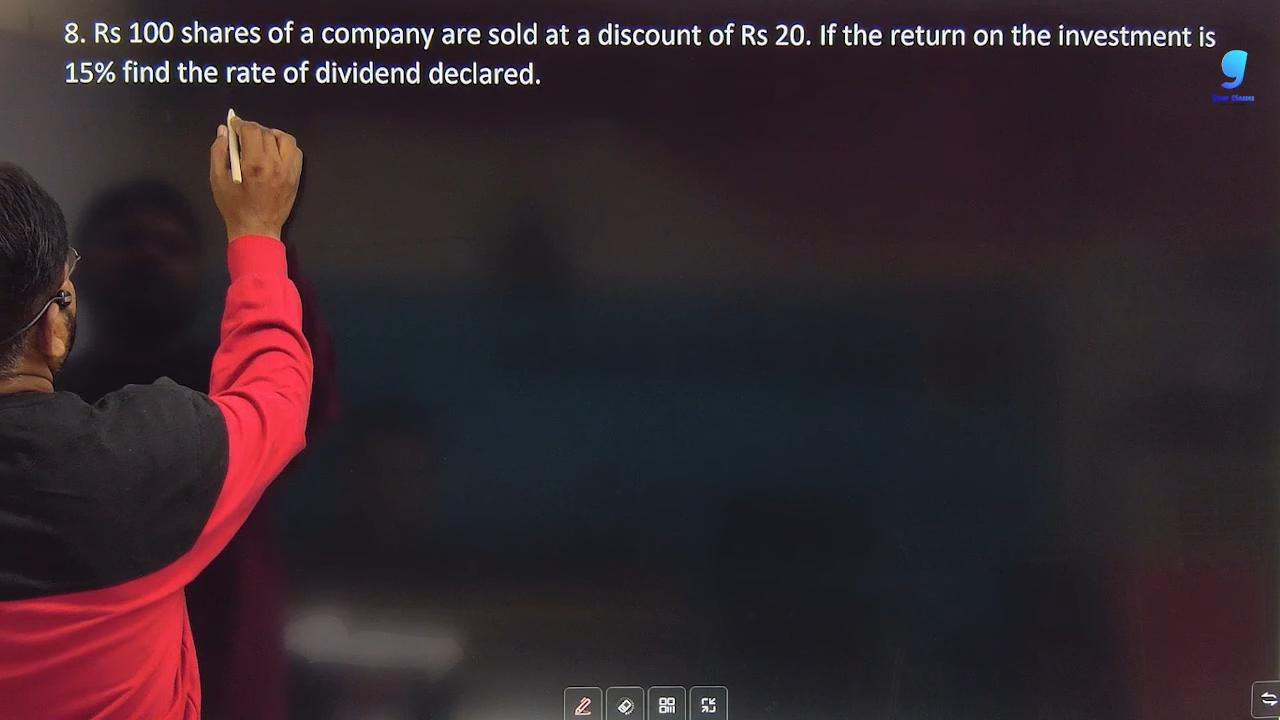 8. Rs 100 shares of a company are sold at a discount of Rs 20. If the return on the investment is
15% find the rate of dividend declared.